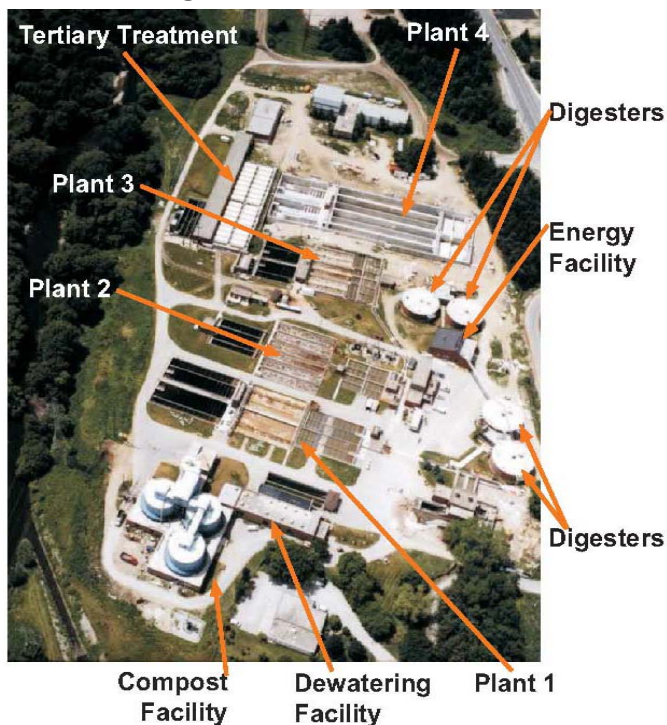 Tertiary Treatment
Plant 4
Digesters
Plant 3
Energy
Facility
Plant 2
Digesters
Compost
Facility
Dewatering
Facility
Plant 1